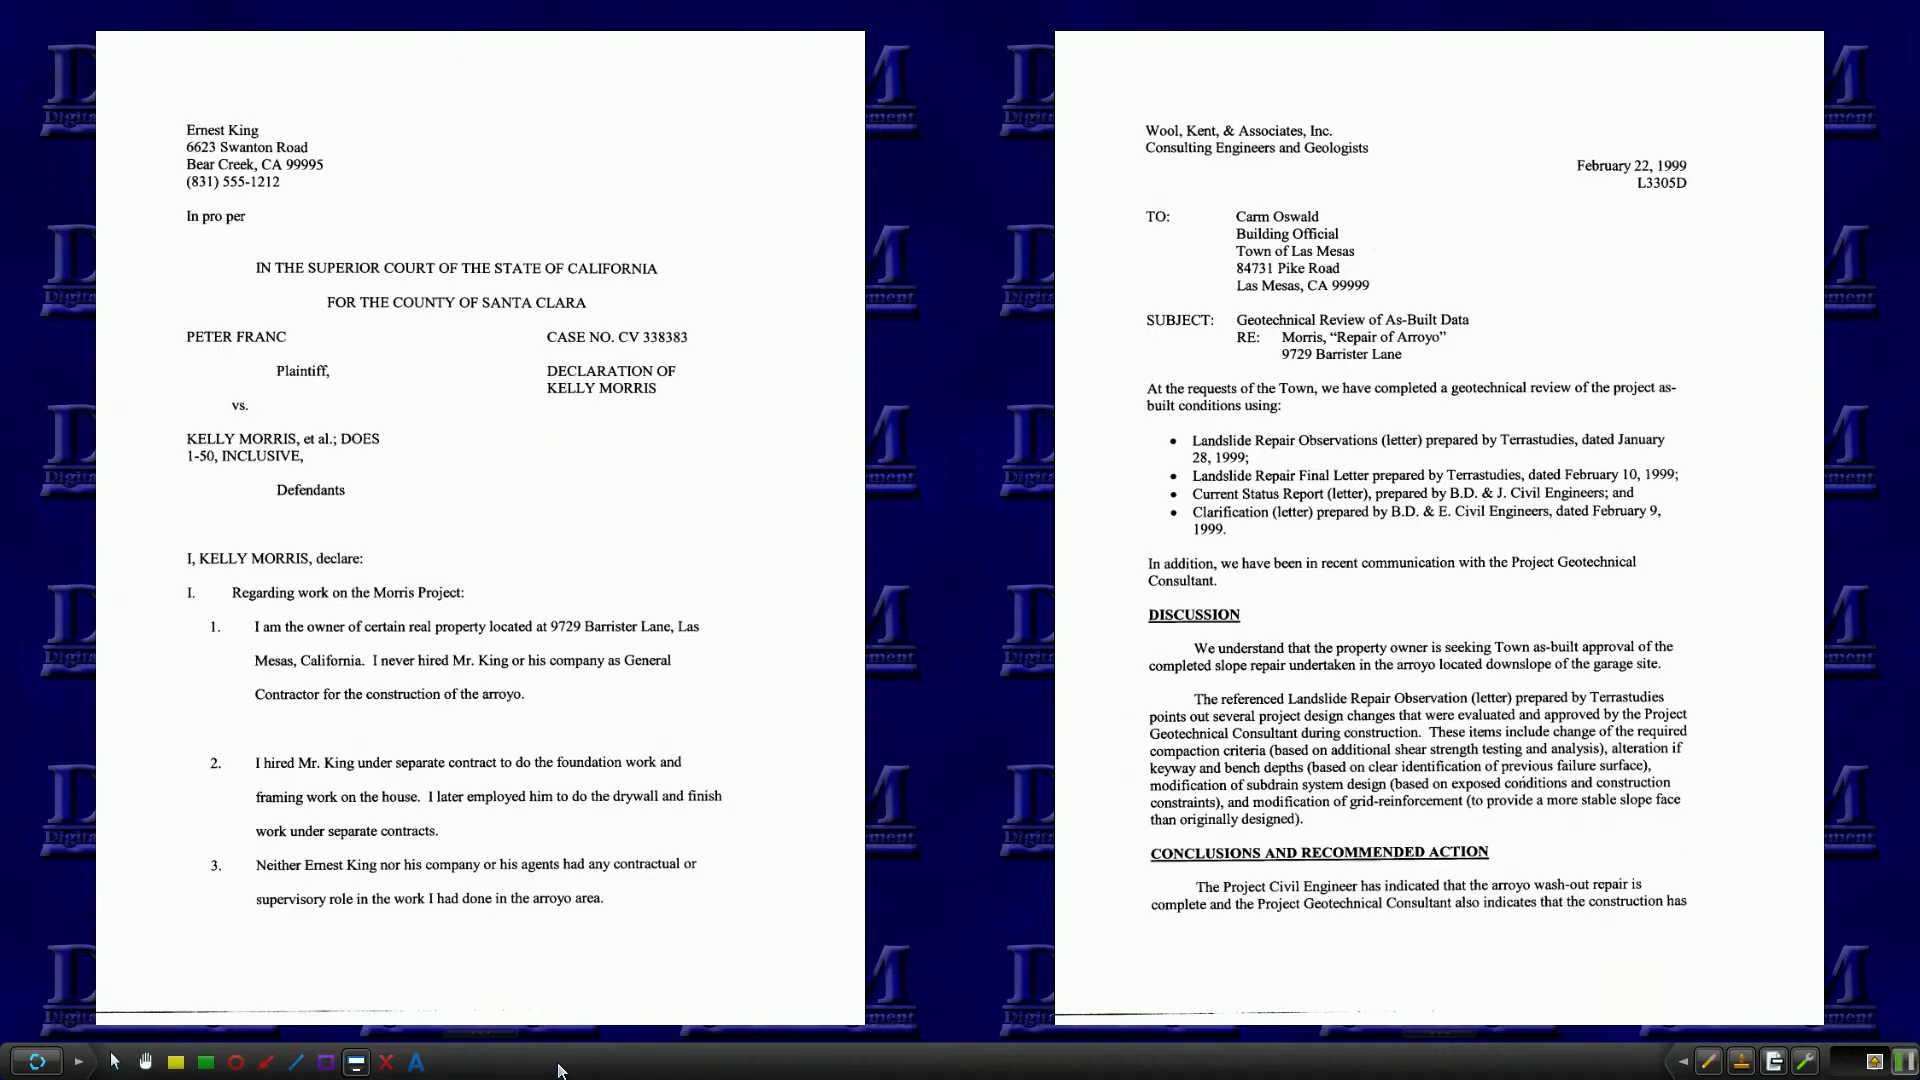 Ernest King
6623 Swanton Road
Bear Creek, CA 99995
(831) 555-1212
In pro per
IN THE SUPERIOR COURT OF THE STATE OF CALIFORNIA
FOR THE COUNTY OF SANTA CLARA
PETER FRANC
CASE NO. CV 338383
Plaintiff,
DECLARATION OF
KELLY MORRIS
vs.
KELLY MORRIS, et al.; DOES
1-50, INCLUSIVE,
Defendants
I, KELLY MORRIS, declare:
I. Regarding work on the Morris Project:
1. I am the owner of certain real property located at 9729 Barrister Lane, Las
Mesas, California. I never hired Mr. King or his company as General
Contractor for the construction of the arroyo.
2. I hired Mr. King under separate contract to do the foundation work and
framing work on the house. I later employed him to do the drywall and finish
work under separate contracts.
3. Neither Ernest King nor his company or his agents had any contractual or
supervisory role in the work I had done in the arroyo area.
Wool, Kent, & Associates, Inc.
Consulting Engineers and Geologists
February 22, 1999
L3305D
TO: Carm Oswald
Building Official
Town of Las Mesas
84731 Pike Road
Las Mesas, CA 99999
SUBJECT: Geotechnical Review of As-Built Data
RE: Morris, “Repair of Arroyo”
9729 Barrister Lane
At the requests of the Town, we have completed a geotechnical review of the project as-
built conditions using:
• Landslide Repair Observations (letter) prepared by Terrastudies, dated January
28, 1999;
• Landslide Repair Final Letter prepared by Terrastudies, dated February 10, 1999;
• Current Status Report (letter), prepared by B.D. & J. Civil Engineers; and
• Clarification (letter) prepared by B.D. & E. Civil Engineers, dated February 9,
1999.
In addition, we have been in recent communication with the Project Geotechnical
Consultant.
DISCUSSION
We understand that the property owner is seeking Town as-built approval of the
completed slope repair undertaken in the arroyo located downslope of the garage site.
The referenced Landslide Repair Observation (letter) prepared by Terrastudies
points out several project design changes that were evaluated and approved by the Project
Geotechnical Consultant during construction. These items include change of the required
compaction criteria (based on additional shear strength testing and analysis), alteration if
keyway and bench depths (based on clear identification of previous failure surface),
modification of subdrain system design (based on exposed conditions and construction
constraints), and modification of grid-reinforcement (to provide a more stable slope face
than originally designed).
CONCLUSIONS AND RECOMMENDED ACTION
The Project Civil Engineer has indicated that the arroyo wash-out repair is
complete and the Project Geotechnical Consultant also indicates that the construction has